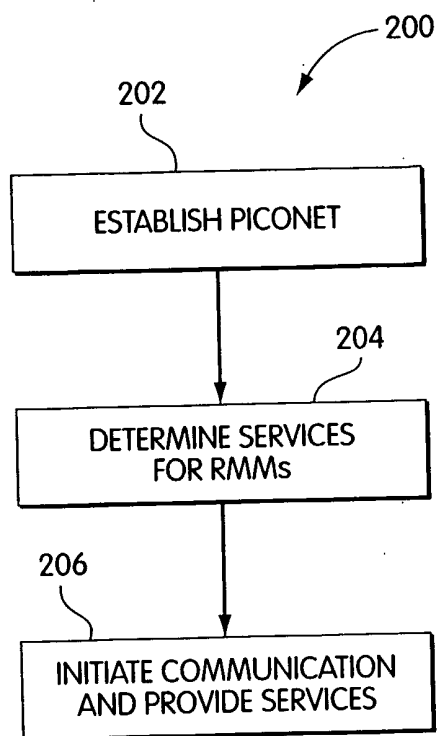 200
202
ESTABLISH PICONET
204
DETERMINE SERVICES
FOR RMMs
206
INITIATE COMMUNICATION
AND PROVIDE SERVICES